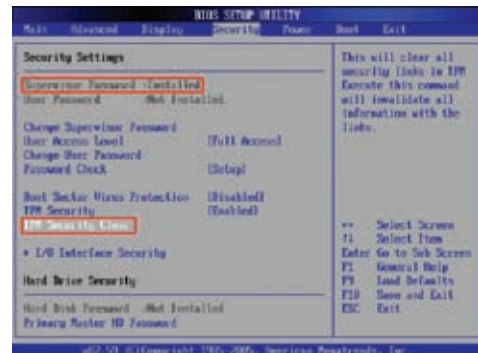 BIOS SETUP UTILITY
Main Advanced Display Security Power Boot Exit
Security Settings
Supervisor Password :Installed
User Password :Not Installed
Change Supervisor Password
User Access Level [Full Access]
Change User Password
Password Check [Setup]
Boot Sector Virus Protection [Disabled]
TPM Security [Enabled]
TPM Security Clear
I/O Interface Security
Hard Drive Security
Hard Disk Password :Not Installed
Primary Master HD Password
This will clear all
security links in TPM
Execute this command
will invalidate all
information with the
links.
Select Screen
Select Item
Enter Go to Sub Screen
F1 General Help
F9 Load Defaults
F10 Save and Exit
ESC Exit
v02.59 (C)Copyright 1985-2005, American Megatrends, Inc.